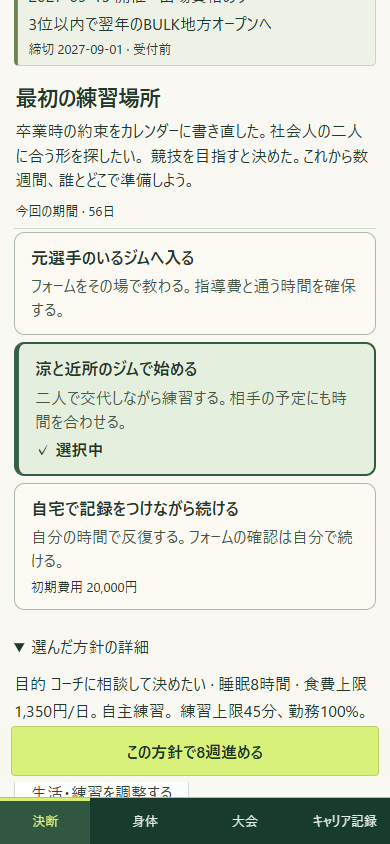 3位以内で翌年のBULK地方オープンへ
締切 2027-09-01 · 受付前
最初の練習場所
卒業時の約束をカレンダーに書き直した。社会人の二人
に合う形を探したい。 競技を目指すと決めた。これから数
週間、誰とどこで準備しよう。
今回の期間 · 56日
元選手のいるジムへ入る
フォームをその場で教わる。指導費と通う時間を確保
する。
涼と近所のジムで始める
二人で交代しながら練習する。相手の予定にも時
間を合わせる。
✓ 選択中
自宅で記録をつけながら続ける
自分の時間で反復する。フォームの確認は自分で続
ける。
初期費用 20,000円
▼ 選んだ方針の詳細
目的 コーチに相談して決めたい · 睡眠8時間 · 食費上限
1,350円/日。自主練習。 練習上限45分、勤務100%。
この方針で8週進める
生活・練習を調整する
決断
身体
大会
キャリア記録